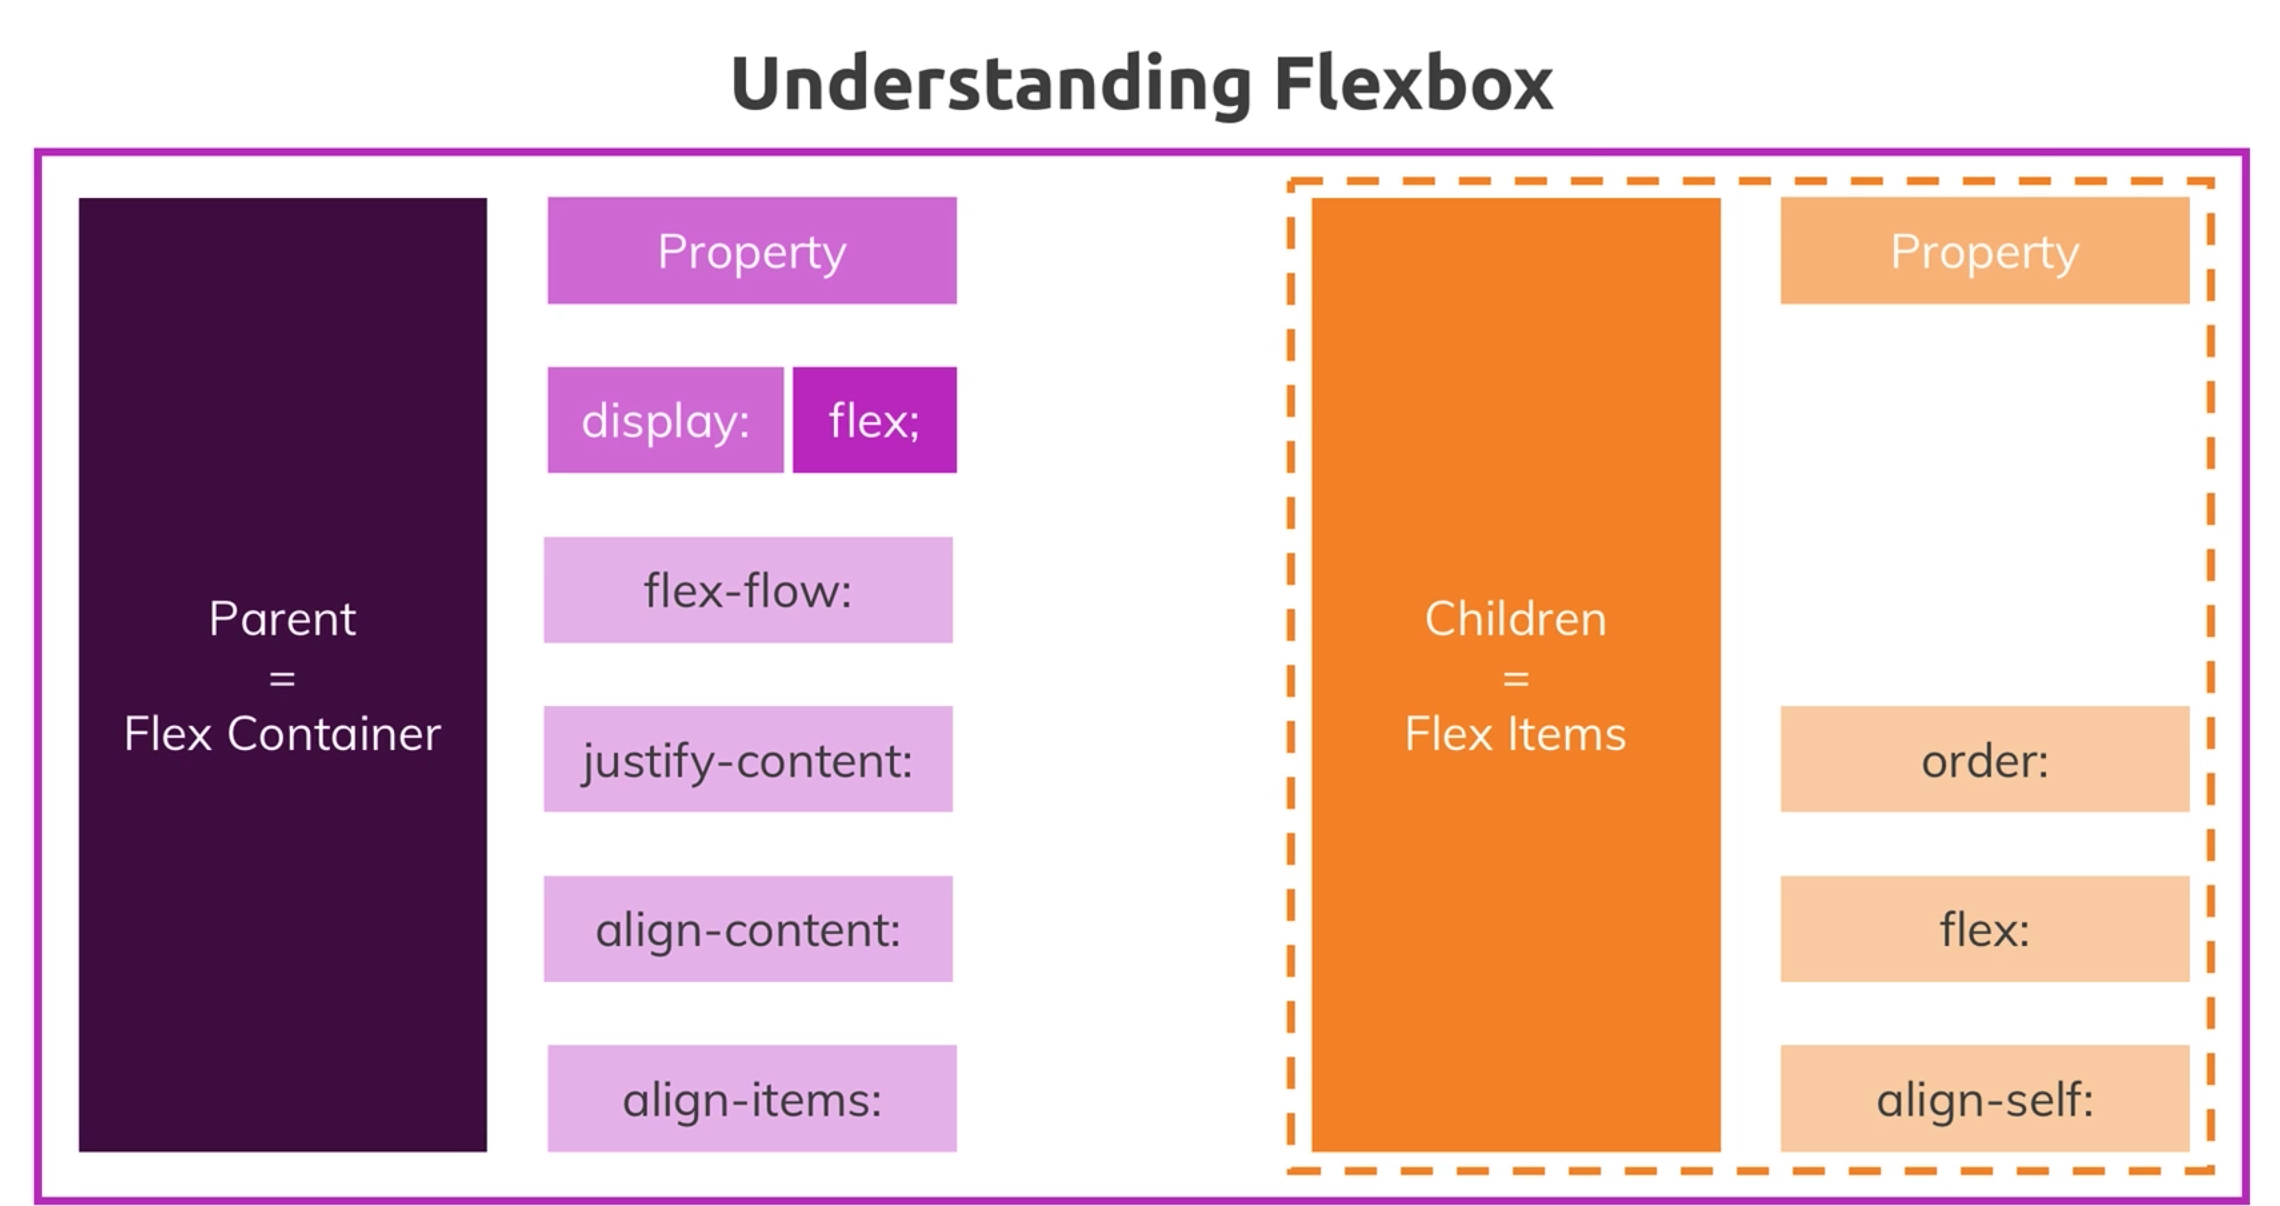 Understanding Flexbox
Parent
=
Flex Container
Property
display: flex;
flex-flow:
justify-content:
align-content:
align-items:
Children
=
Flex Items
Property
order:
flex:
align-self: